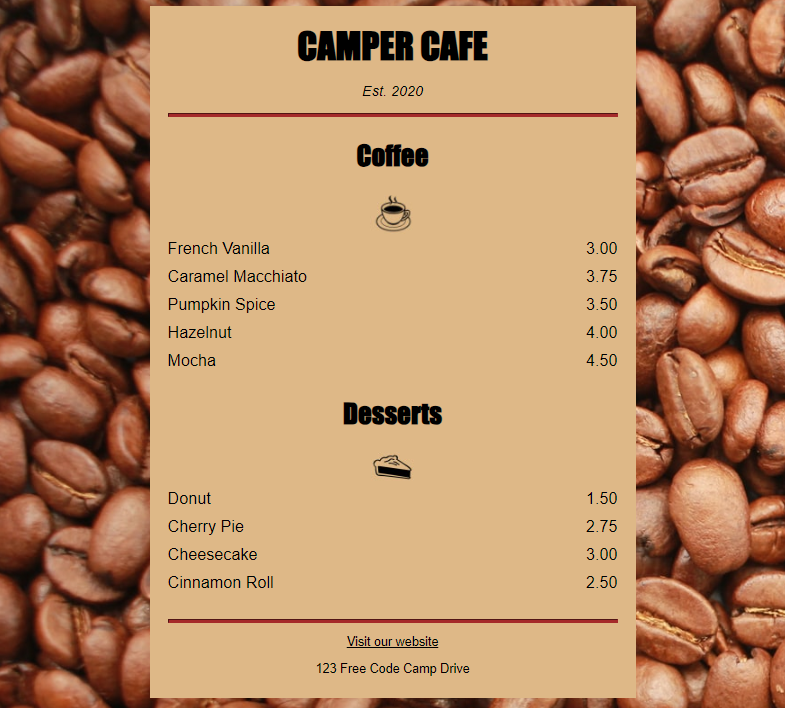 CAMPER CAFE
Est. 2020
Coffee
French Vanilla 3.00
Caramel Macchiato 3.75
Pumpkin Spice 3.50
Hazelnut 4.00
Mocha 4.50
Desserts
Donut 1.50
Cherry Pie 2.75
Cheesecake 3.00
Cinnamon Roll 2.50
Visit our website
123 Free Code Camp Drive